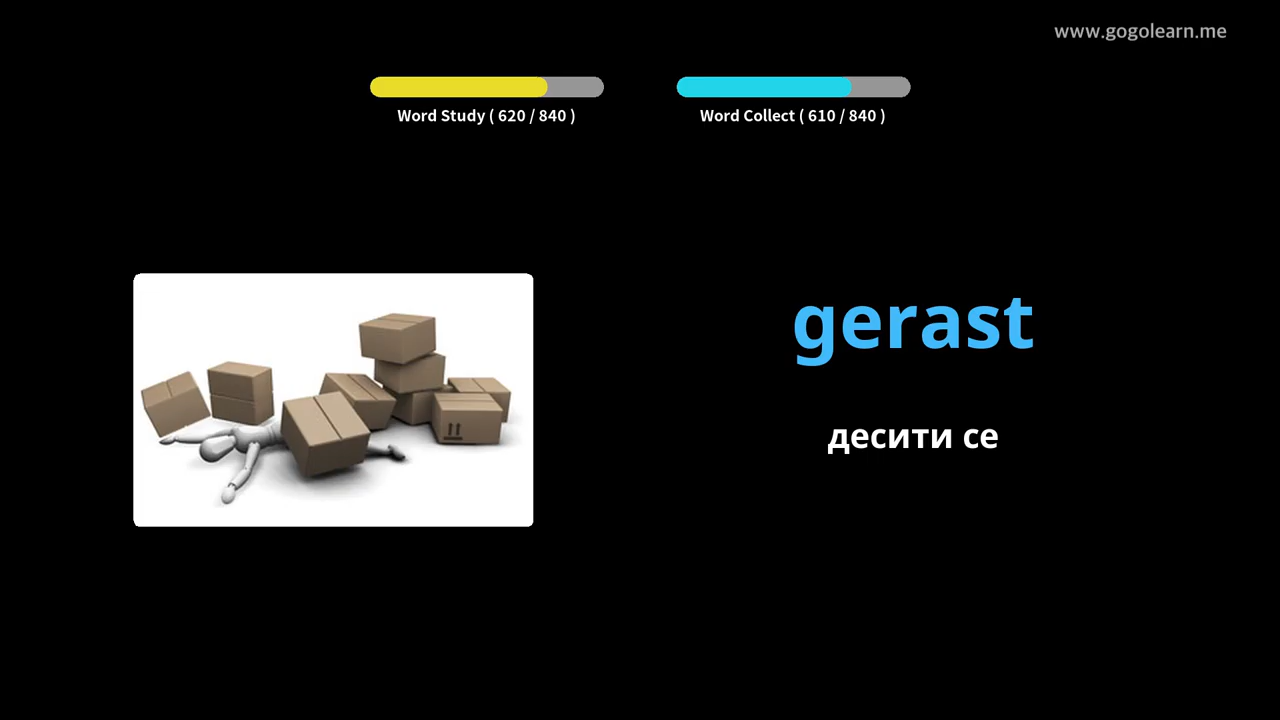 www.gogolearn.me
Word Study ( 620 / 840 )
Word Collect ( 610 / 840 )
gerast
десити се